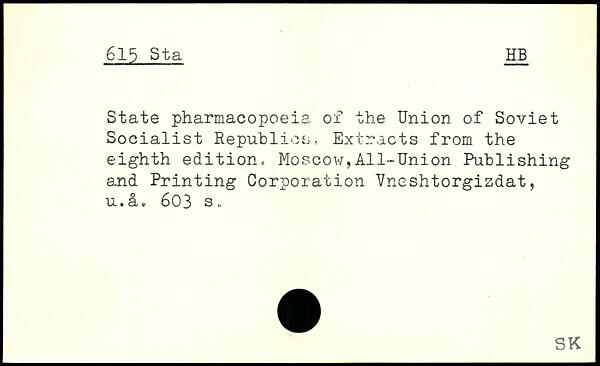 615 Sta HB
State pharmacopoeia of the Union of Soviet
Socialist Republics. Extracts from the
eighth edition. Moscow,All-Union Publishing
and Printing Corporation Vneshtorgizdat,
u.å. 603 s.
SK